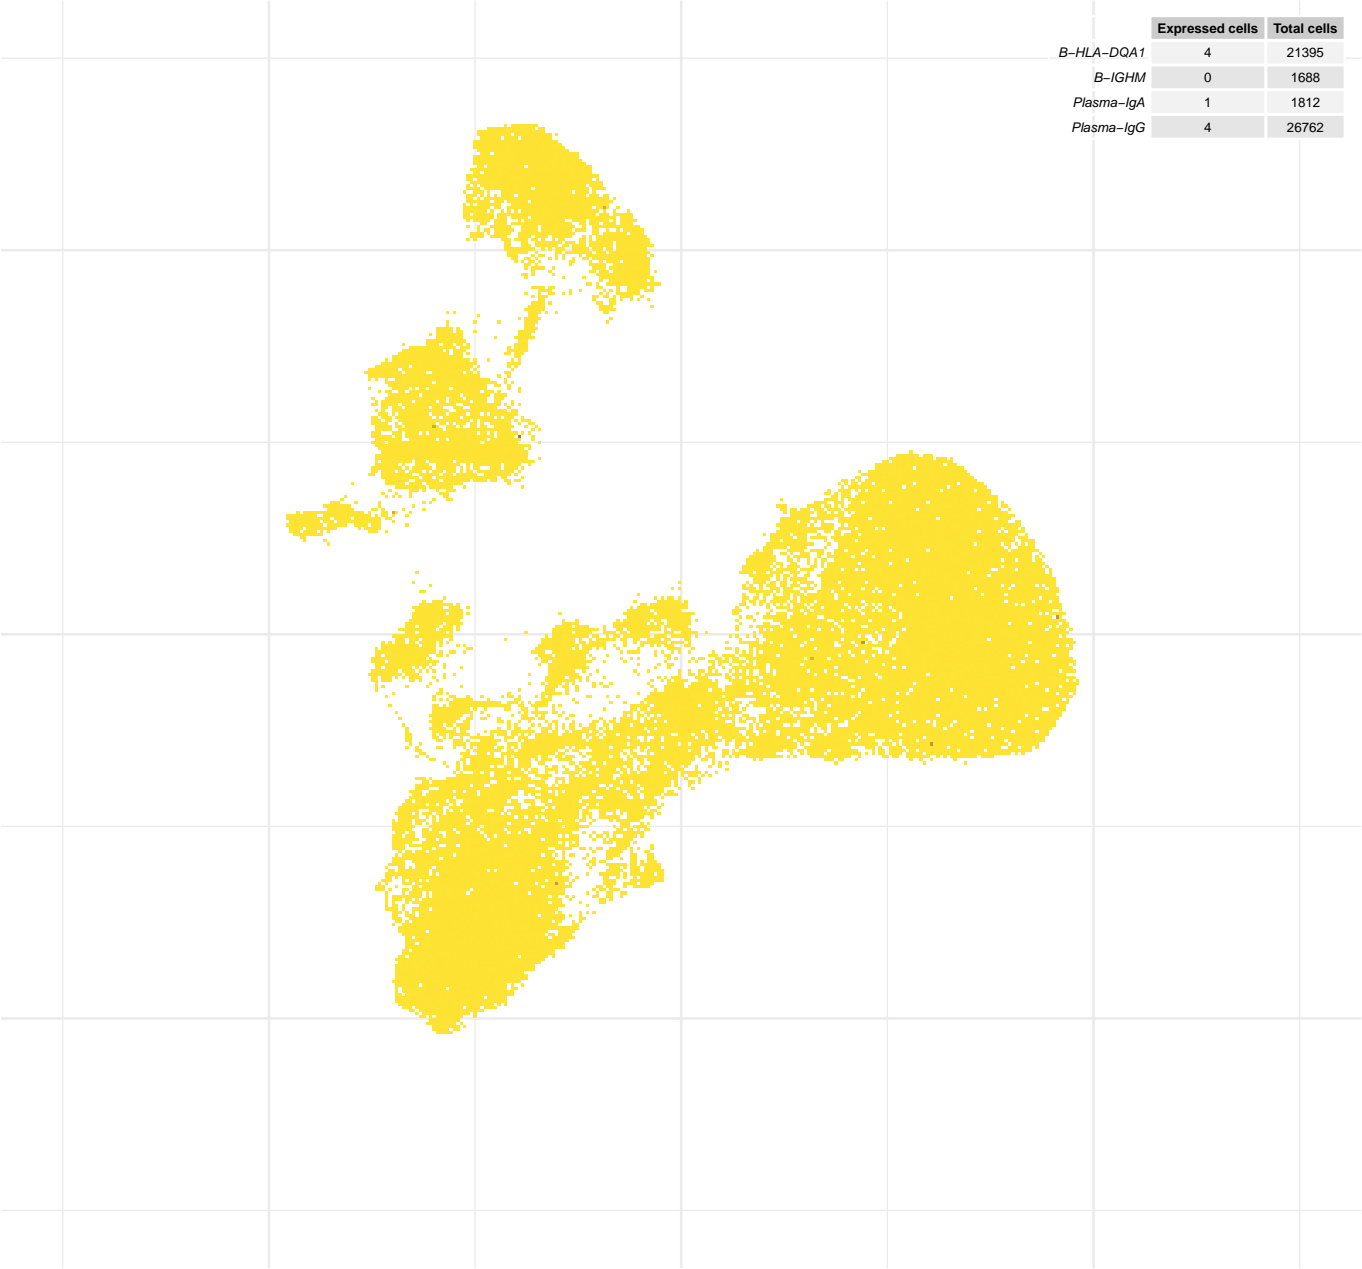 Expressed cells Total cells
B−HLA−DQA1 4 21395
B−IGHM 0 1688
Plasma−IgA 1 1812
Plasma−IgG 4 26762